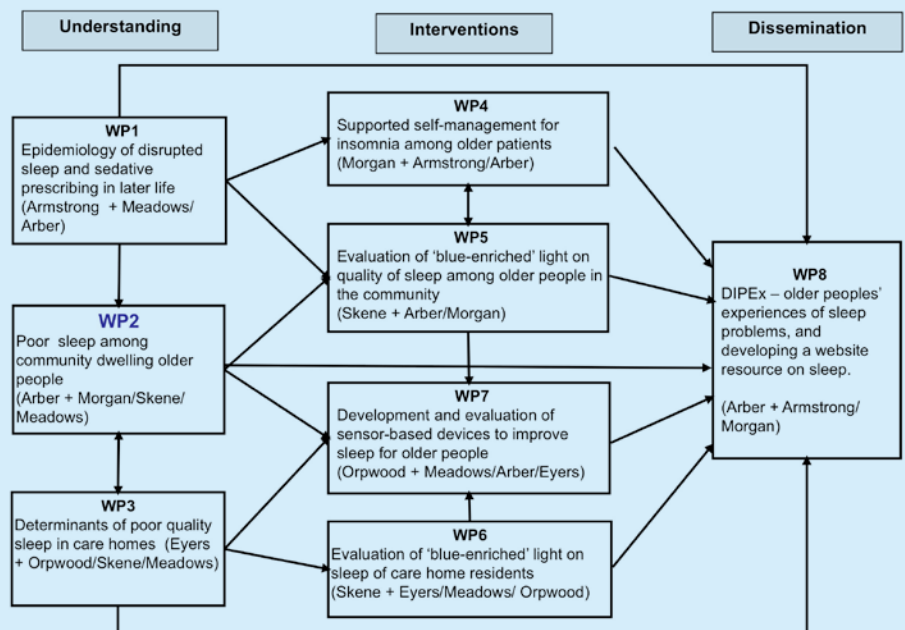 Understanding
Interventions
Dissemination
WP1
Epidemiology of disrupted
sleep and sedative
prescribing in later life
(Armstrong + Meadows/
Arber)
WP2
Poor sleep among
community dwelling older
people
(Arber + Morgan/Skene/
Meadows)
WP3
Determinants of poor quality
sleep in care homes (Eyers
+ Orpwood/Skene/Meadows)
WP4
Supported self-management for
insomnia among older patients
(Morgan + Armstrong/Arber)
WP5
Evaluation of ‘blue-enriched’ light on
quality of sleep among older people in
the community
(Skene + Arber/Morgan)
WP7
Development and evaluation of
sensor-based devices to improve
sleep for older people
(Orpwood + Meadows/Arber/Eyers)
WP6
Evaluation of ‘blue-enriched’ light on
sleep of care home residents
(Skene + Eyers/Meadows/ Orpwood)
WP8
DIPEx – older peoples’
experiences of sleep
problems, and
developing a website
resource on sleep.
(Arber + Armstrong/
Morgan)